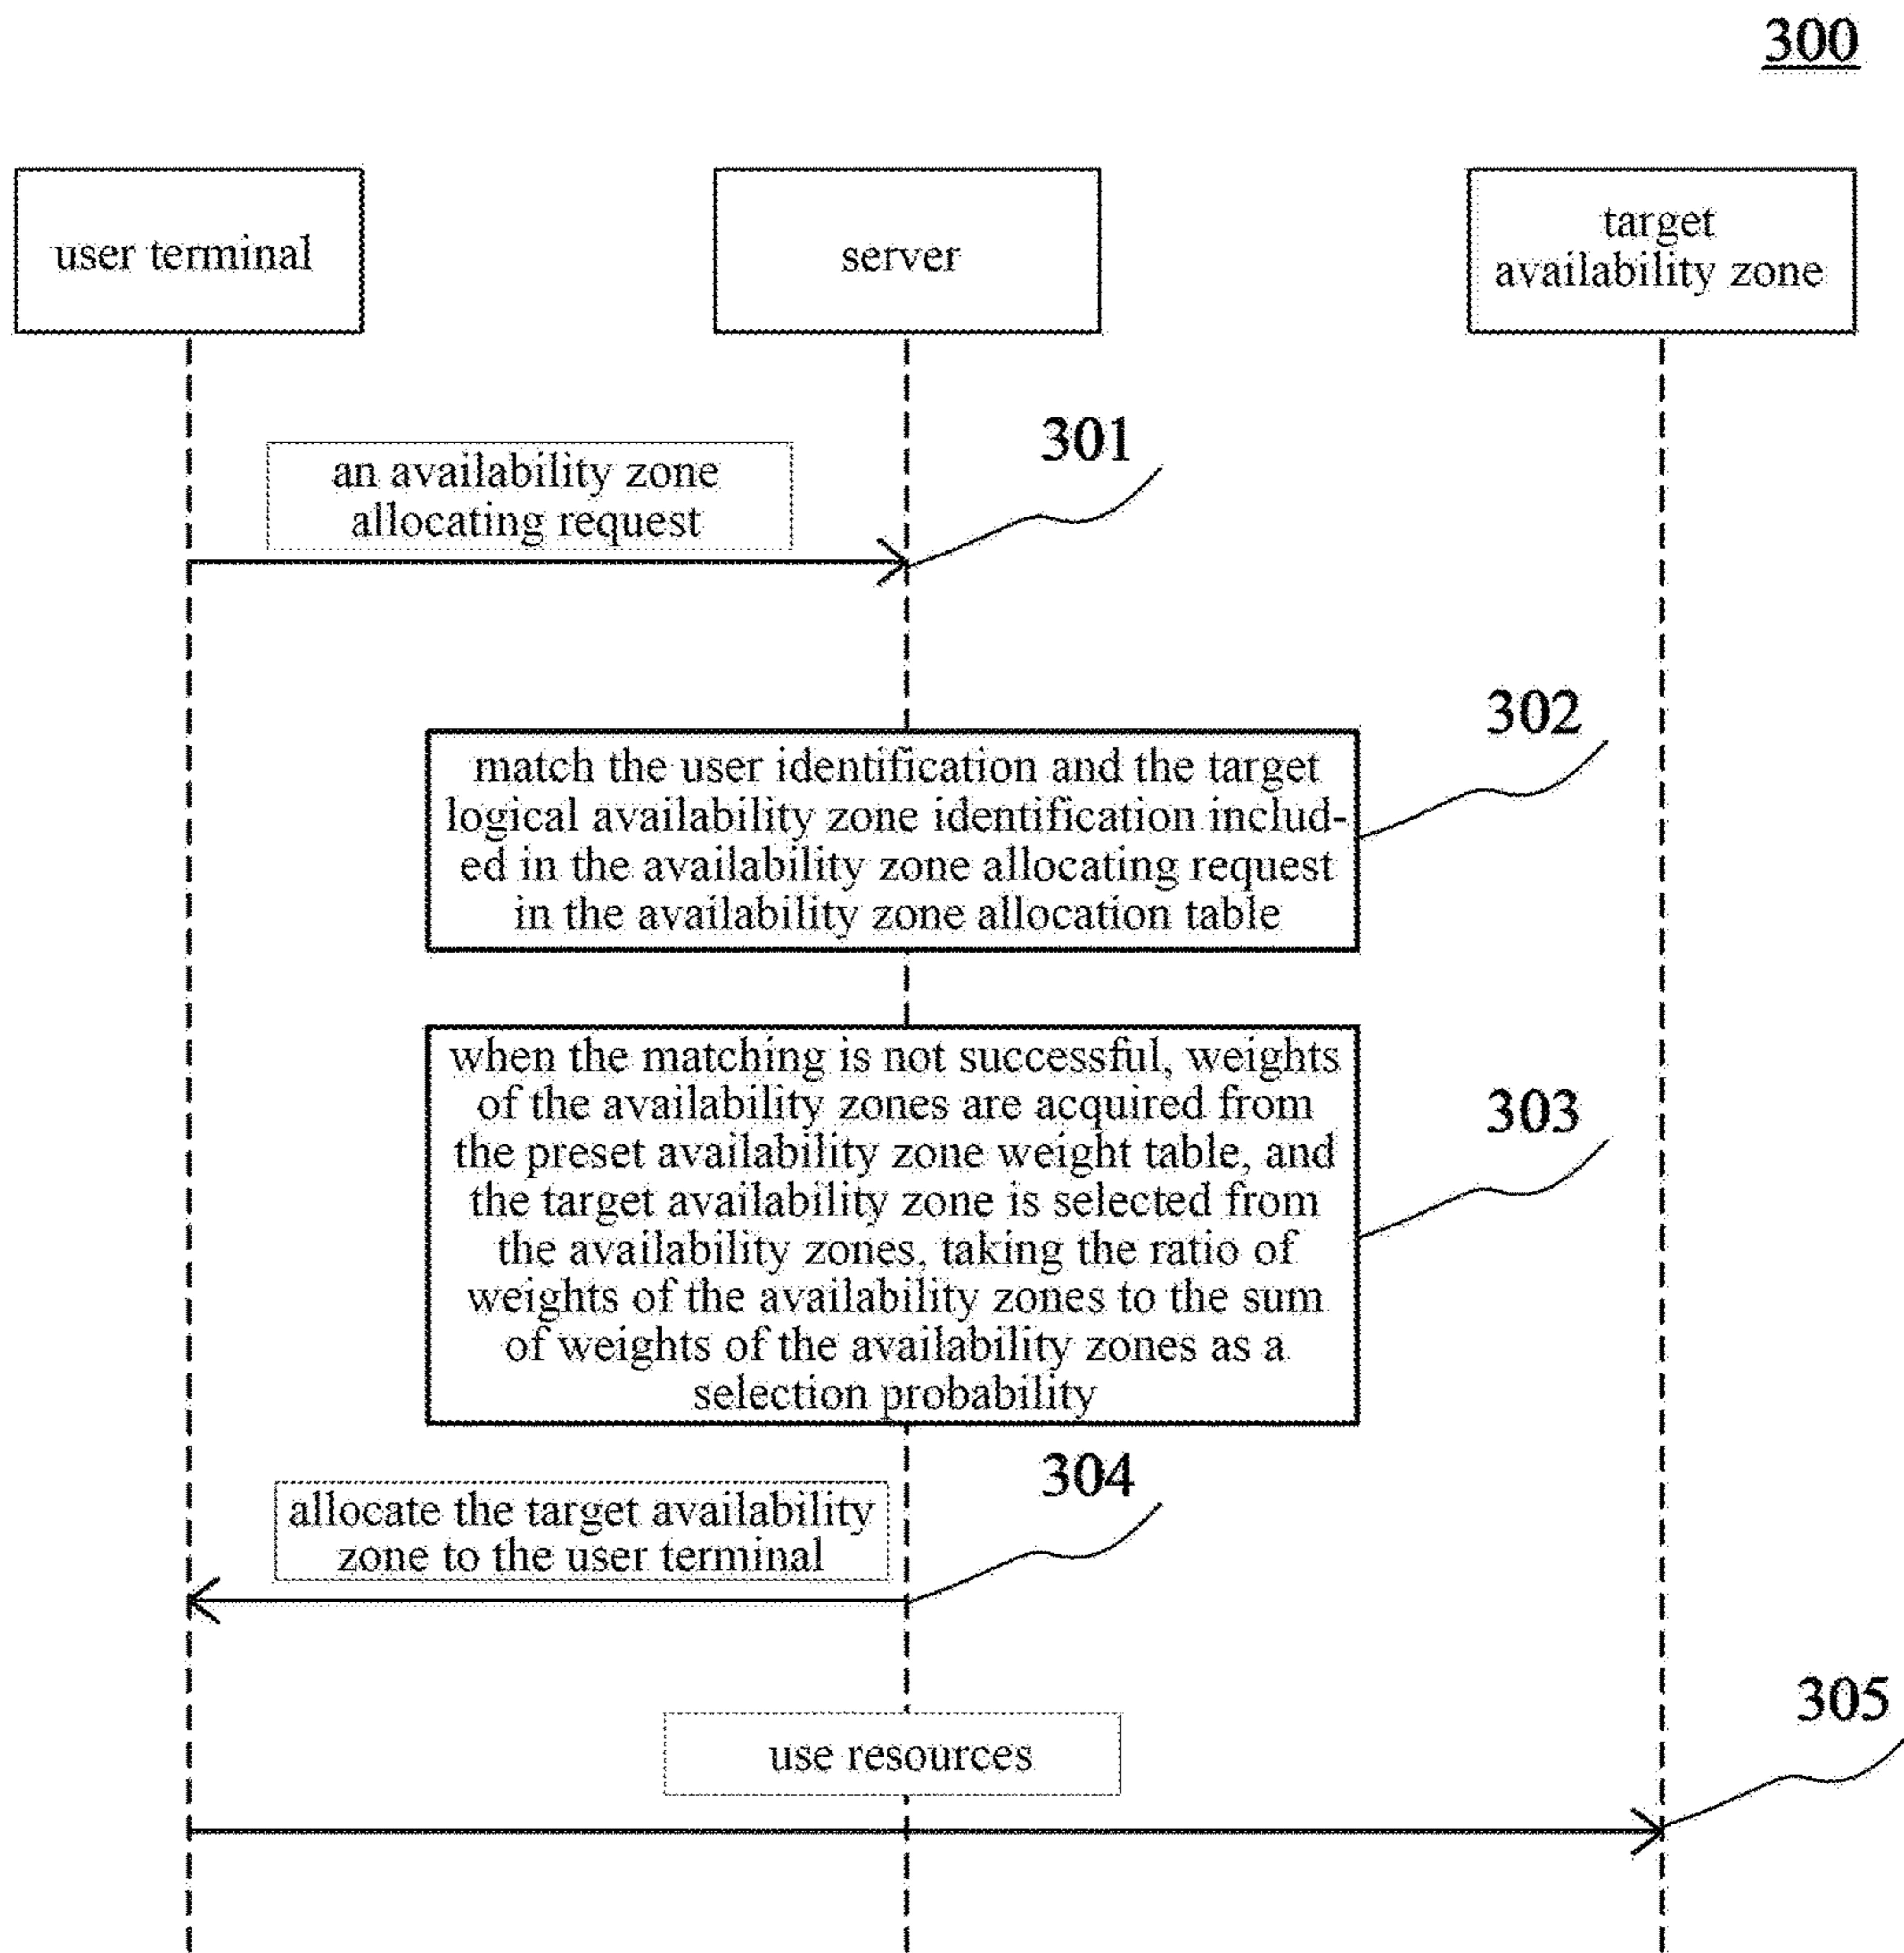 300
user terminal
server
target
availability zone
an availability zone
allocating request
301
302
match the user identification and the target
logical availability zone identification includ-
ed in the availability zone allocating request
in the availability zone allocation table
303
when the matching is not successful, weights
of the availability zones are acquired from
the preset availability zone weight table, and
the target availability zone is selected from
the availability zones, taking the ratio of
weights of the availability zones to the sum
of weights of the availability zones as a
selection probability
304
allocate the target availability
zone to the user terminal
305
use resources